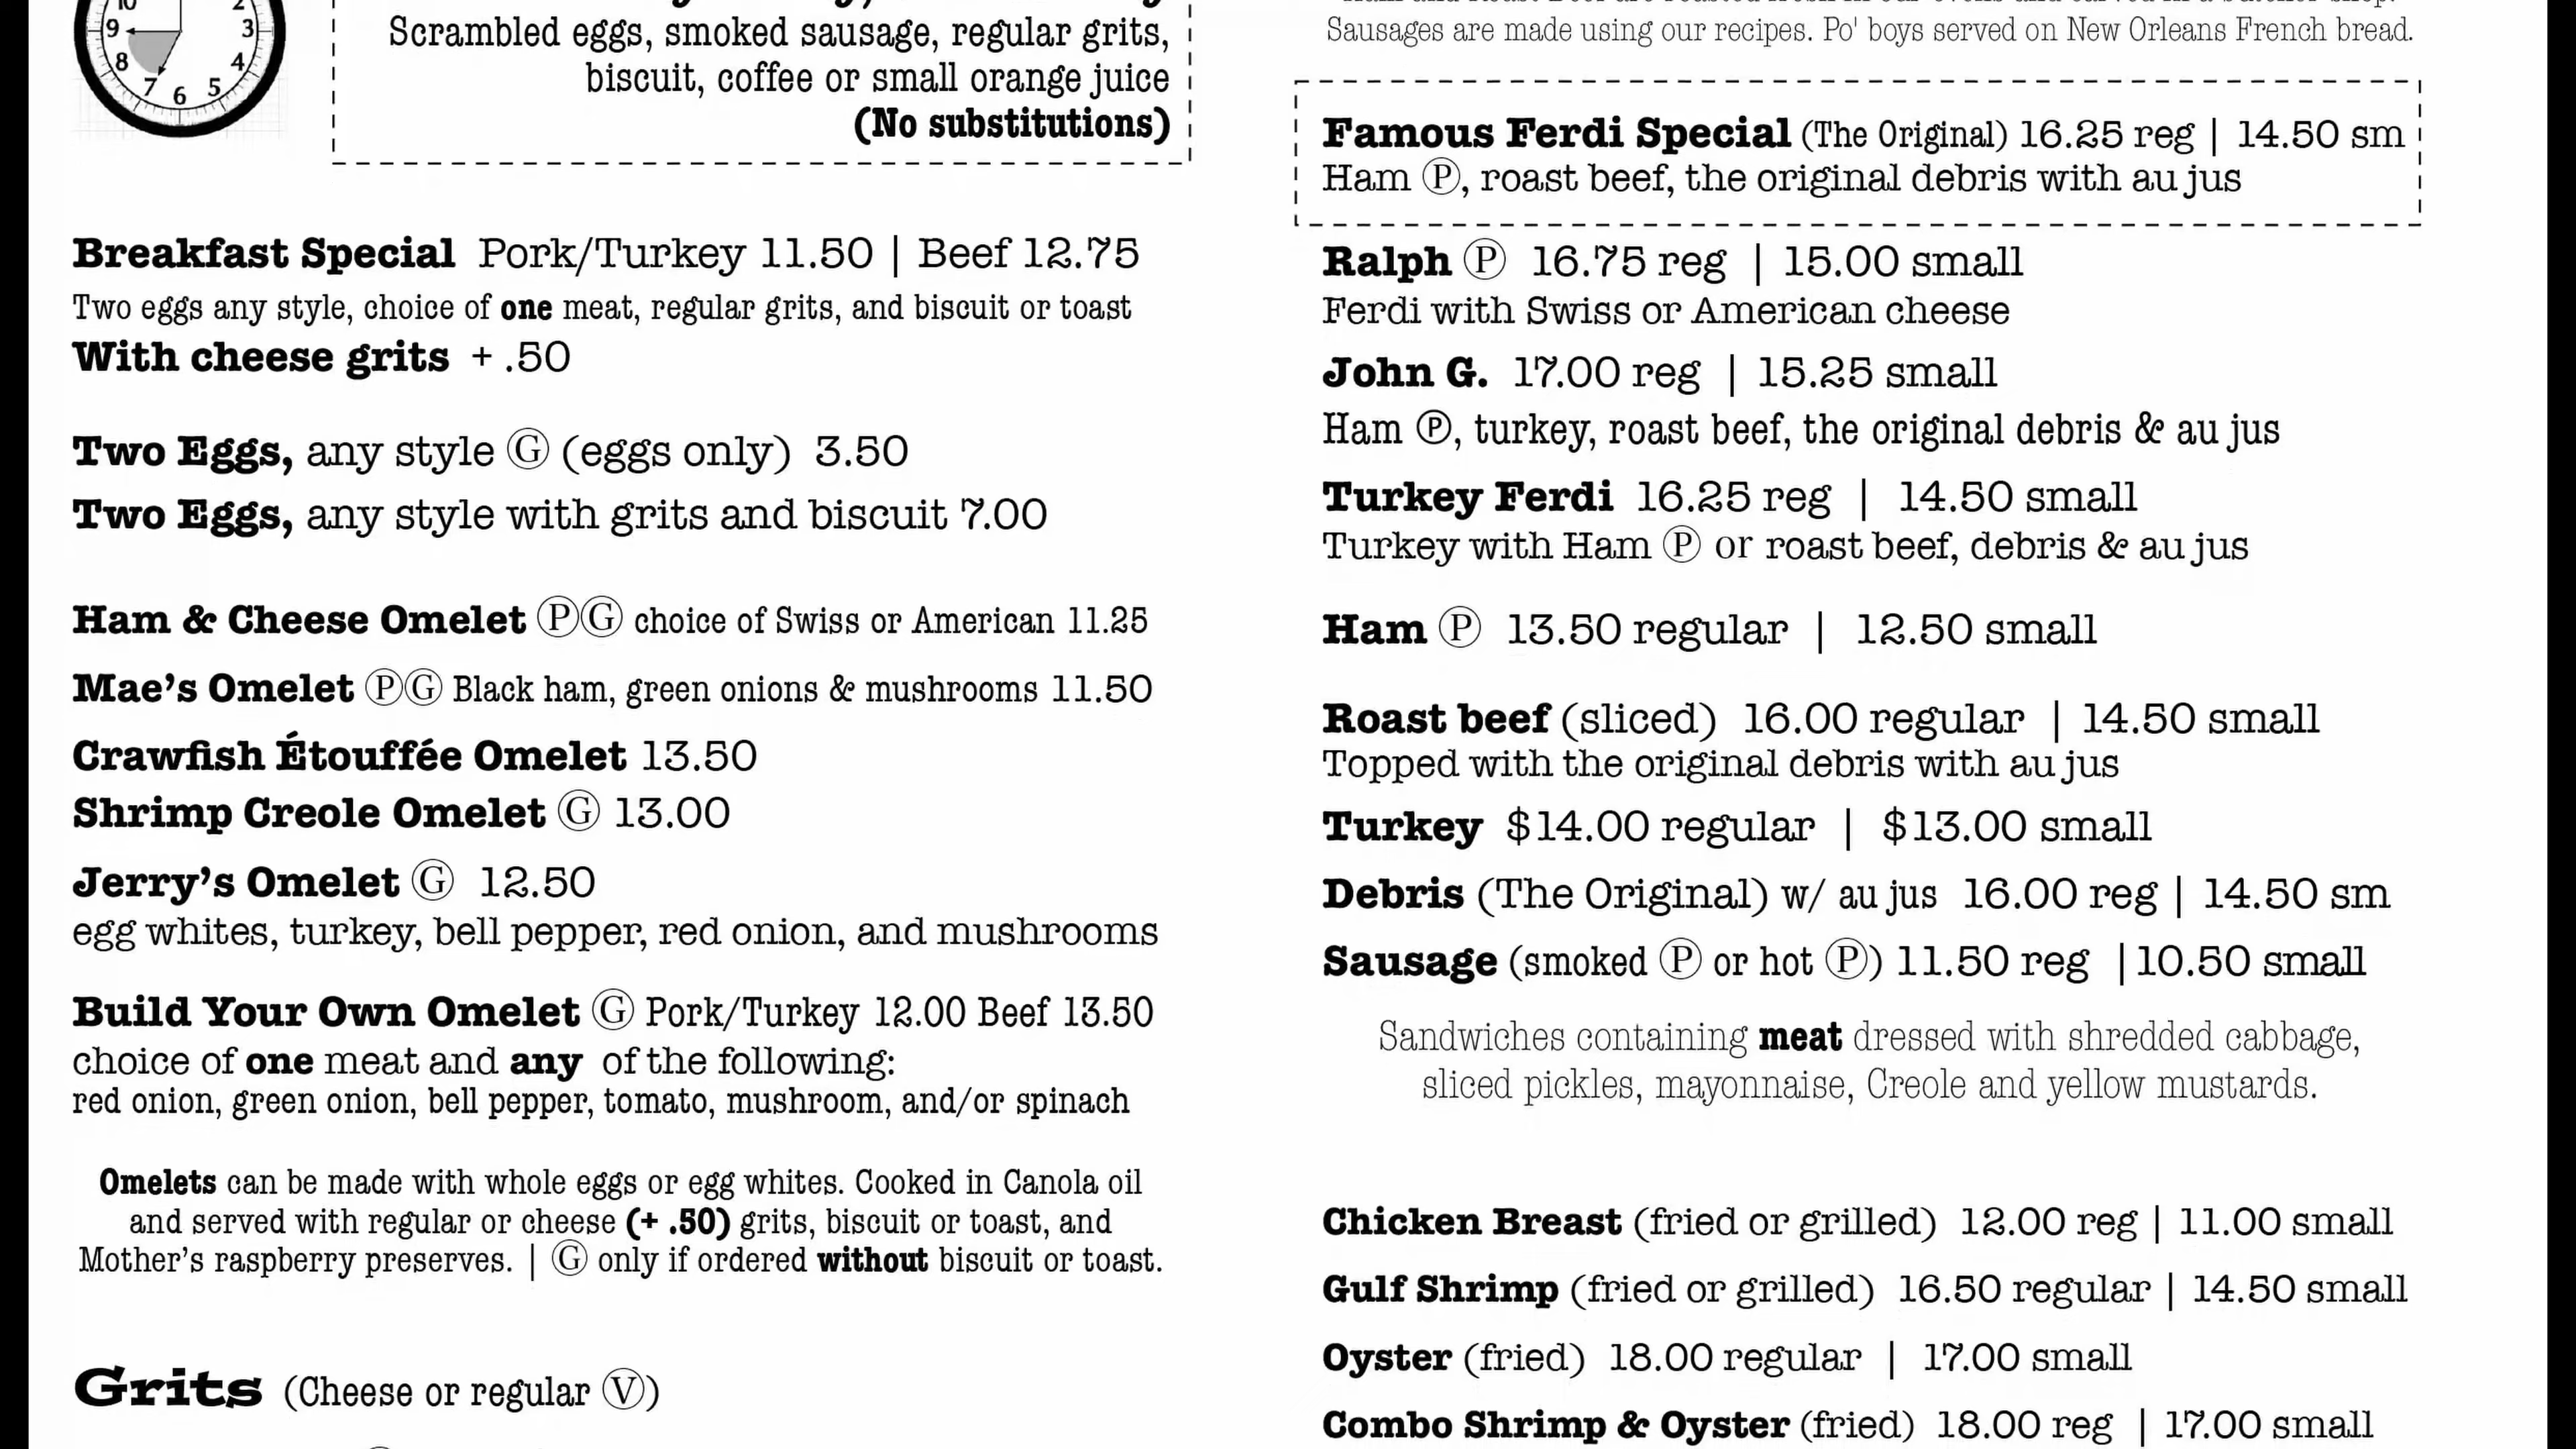 10
2
9
3
8
4
7
6
5
Scrambled eggs, smoked sausage, regular grits,
biscuit, coffee or small orange juice
(No substitutions)
Breakfast Special Pork/Turkey 11.50 | Beef 12.75
Two eggs any style, choice of one meat, regular grits, and biscuit or toast
With cheese grits + .50
Two Eggs, any style Ⓖ (eggs only) 3.50
Two Eggs, any style with grits and biscuit 7.00
Ham & Cheese Omelet ⓅⒼ choice of Swiss or American 11.25
Mae's Omelet ⓅⒼ Black ham, green onions & mushrooms 11.50
Crawfish Étouffée Omelet 13.50
Shrimp Creole Omelet Ⓖ 13.00
Jerry's Omelet Ⓖ 12.50
egg whites, turkey, bell pepper, red onion, and mushrooms
Build Your Own Omelet Ⓖ Pork/Turkey 12.00 Beef 13.50
choice of one meat and any of the following:
red onion, green onion, bell pepper, tomato, mushroom, and/or spinach
Omelets can be made with whole eggs or egg whites. Cooked in Canola oil
and served with regular or cheese (+ .50) grits, biscuit or toast, and
Mother's raspberry preserves. | Ⓖ only if ordered without biscuit or toast.
Grits (Cheese or regular Ⓥ)
Sausages are made using our recipes. Po' boys served on New Orleans French bread.
Famous Ferdi Special (The Original) 16.25 reg | 14.50 sm
Ham Ⓟ, roast beef, the original debris with au jus
Ralph Ⓟ 16.75 reg | 15.00 small
Ferdi with Swiss or American cheese
John G. 17.00 reg | 15.25 small
Ham Ⓟ, turkey, roast beef, the original debris & au jus
Turkey Ferdi 16.25 reg | 14.50 small
Turkey with Ham Ⓟ or roast beef, debris & au jus
Ham Ⓟ 13.50 regular | 12.50 small
Roast beef (sliced) 16.00 regular | 14.50 small
Topped with the original debris with au jus
Turkey $14.00 regular | $13.00 small
Debris (The Original) w/ au jus 16.00 reg | 14.50 sm
Sausage (smoked Ⓟ or hot Ⓟ) 11.50 reg | 10.50 small
Sandwiches containing meat dressed with shredded cabbage,
sliced pickles, mayonnaise, Creole and yellow mustards.
Chicken Breast (fried or grilled) 12.00 reg | 11.00 small
Gulf Shrimp (fried or grilled) 16.50 regular | 14.50 small
Oyster (fried) 18.00 regular | 17.00 small
Combo Shrimp & Oyster (fried) 18.00 reg | 17.00 small